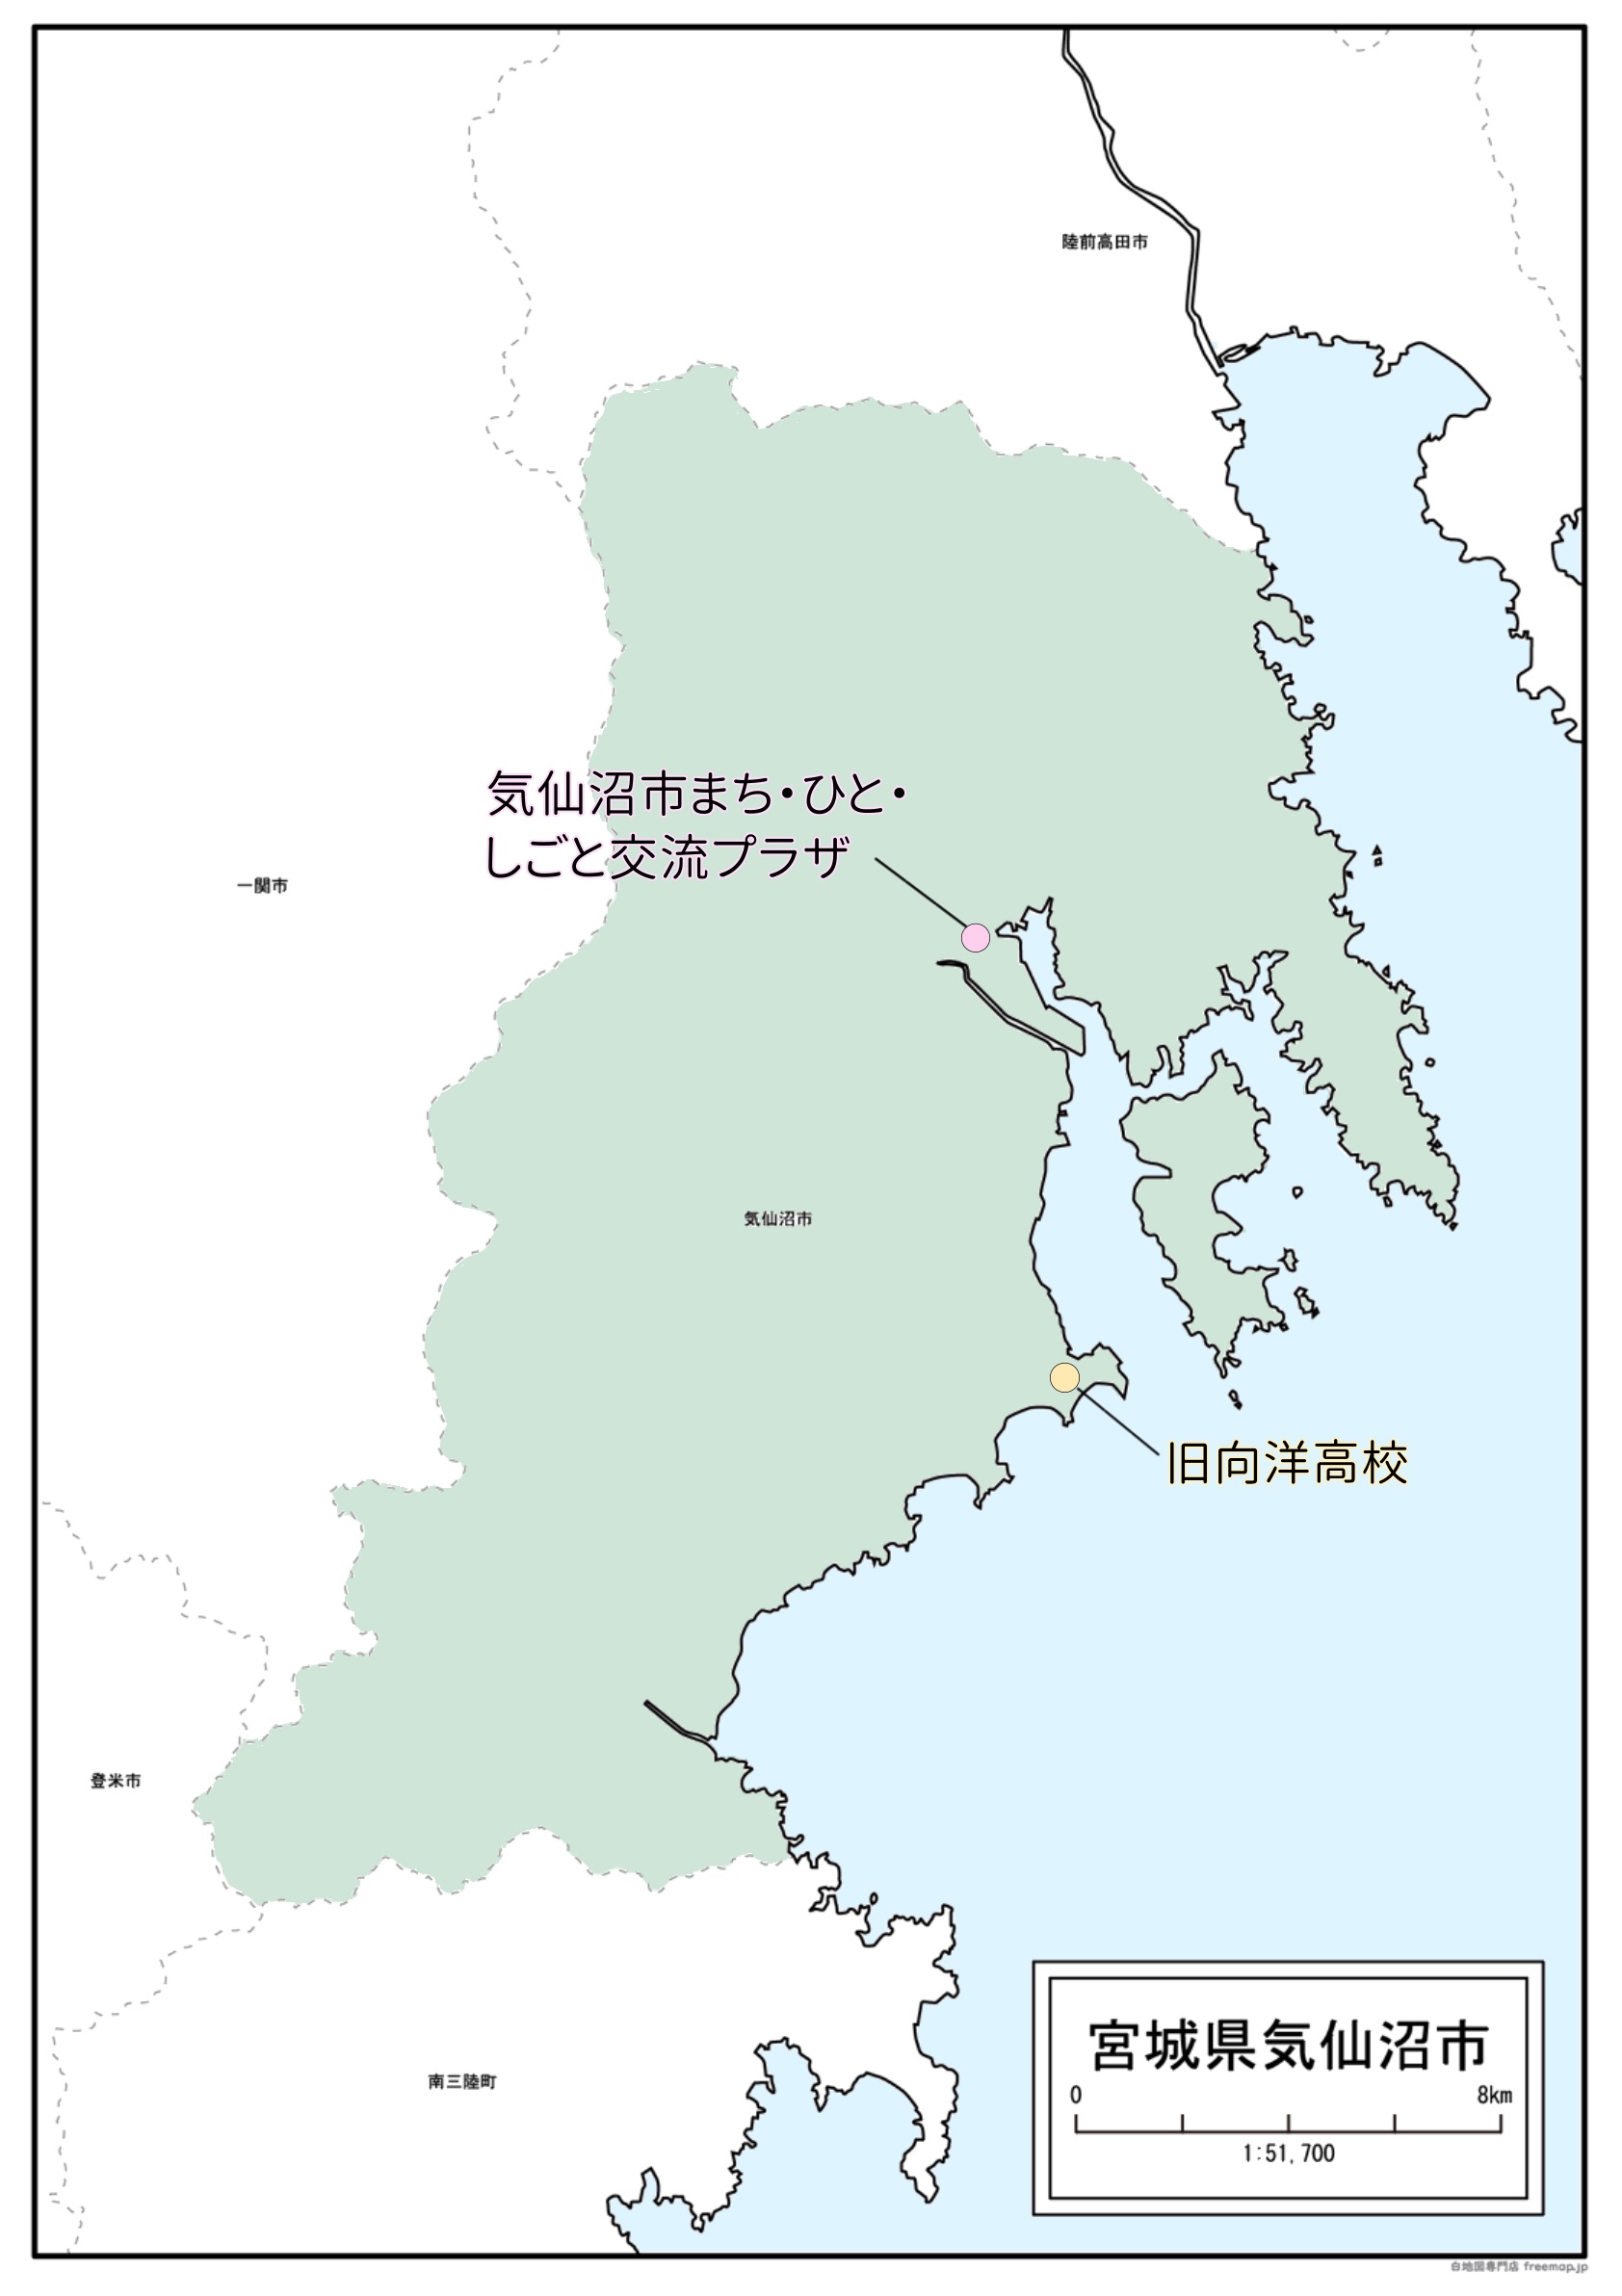 陸前高田市
気仙沼市まち・ひと・
しごと交流プラザ
一関市
気仙沼市
旧向洋高校
登米市
南三陸町
宮城県気仙沼市
0 8km
1:51,700
白地図専門店 freemap.jp